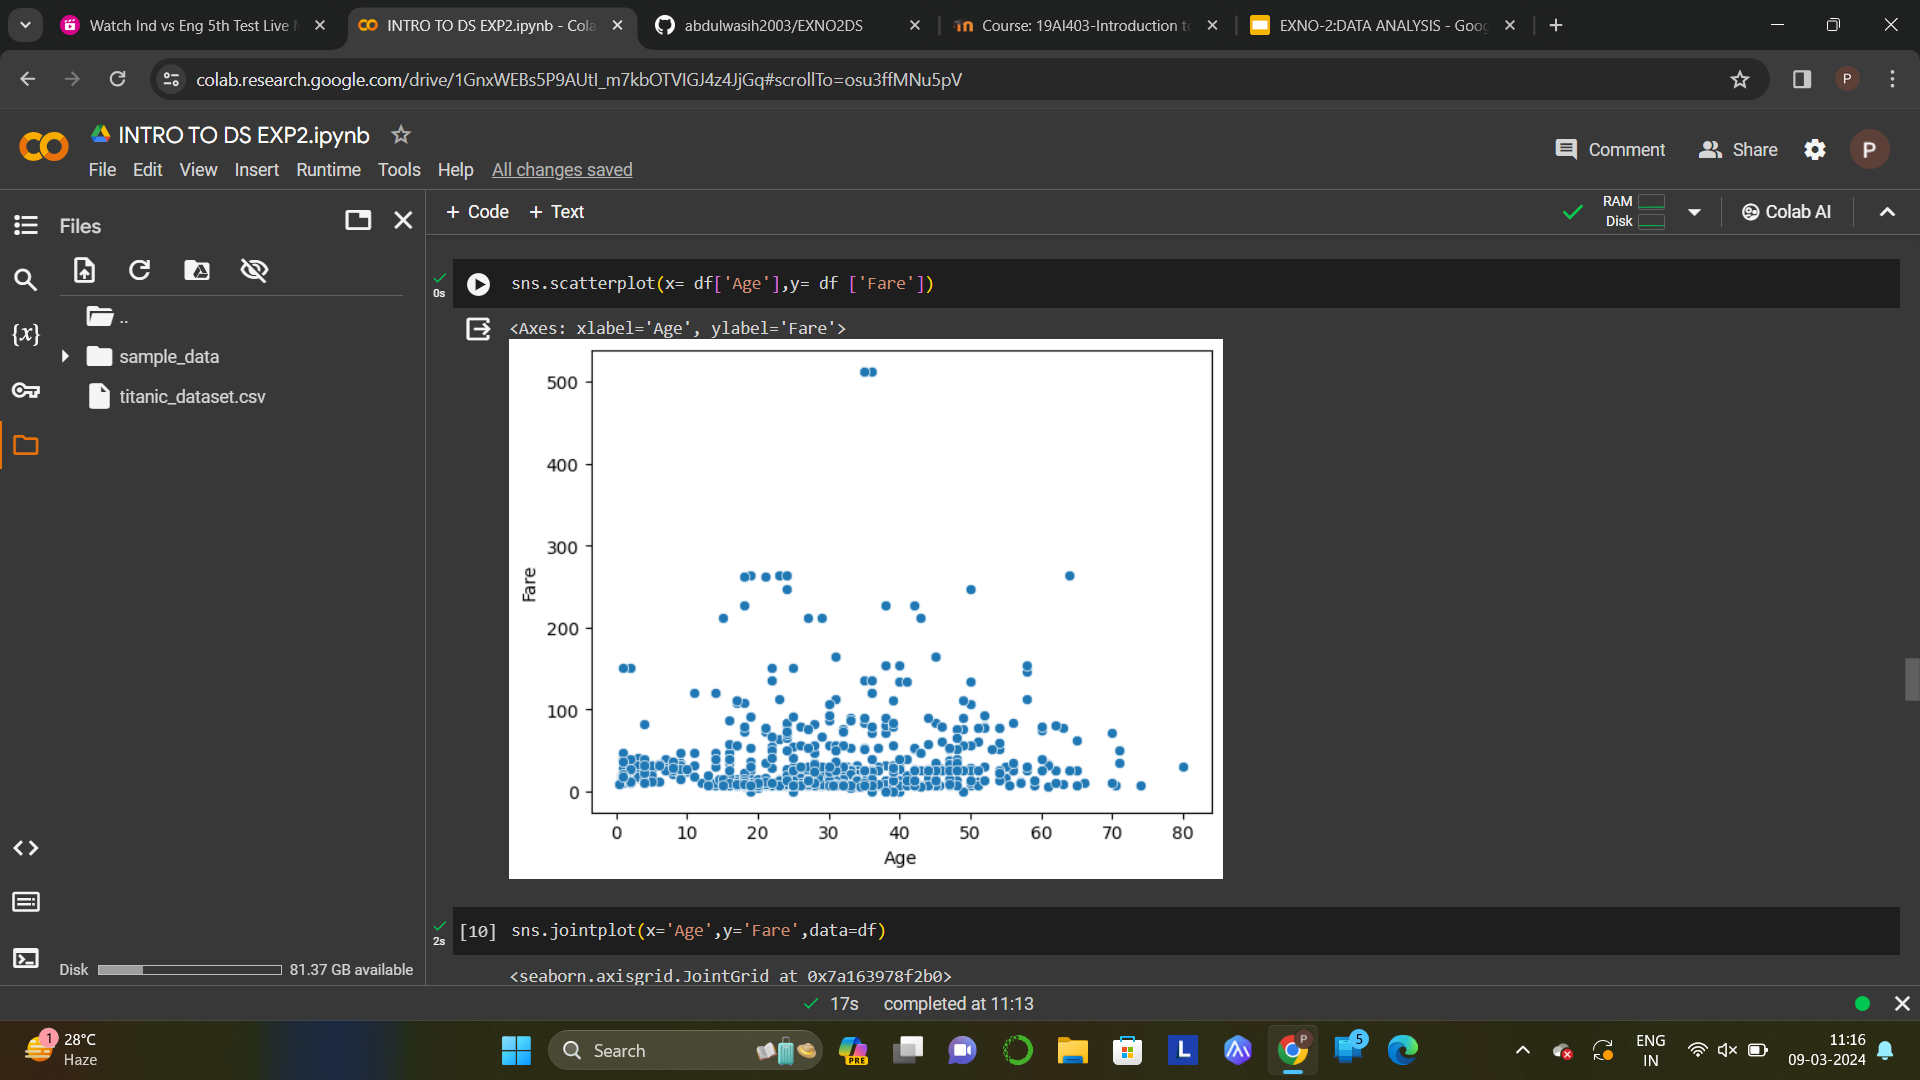 Watch Ind vs Eng 5th Test Live
INTRO TO DS EXP2.ipynb - Cola
abdulwasih2003/EXNO2DS
Course: 19AI403-Introduction to
EXNO-2:DATA ANALYSIS - Goog
colab.research.google.com/drive/1GnxWEBs5P9AUtI_m7kbOTVIGJ4z4JjGq#scrollTo=osu3ffMNu5pV
P
INTRO TO DS EXP2.ipynb
File Edit View Insert Runtime Tools Help All changes saved
Comment Share P
Files
+ Code + Text
RAM
Disk
Colab AI
..
sample_data
titanic_dataset.csv
{x}
0s
sns.scatterplot(x= df['Age'],y= df ['Fare'])
<Axes: xlabel='Age', ylabel='Fare'>
500
400
300
200
100
0
Fare
0 10 20 30 40 50 60 70 80
Age
2s
[10] sns.jointplot(x='Age',y='Fare',data=df)
<seaborn.axisgrid.JointGrid at 0x7a163978f2b0>
Disk 81.37 GB available
17s completed at 11:13
1
28°C
Haze
Search
PRE
L
P
5
ENG
IN
11:16
09-03-2024